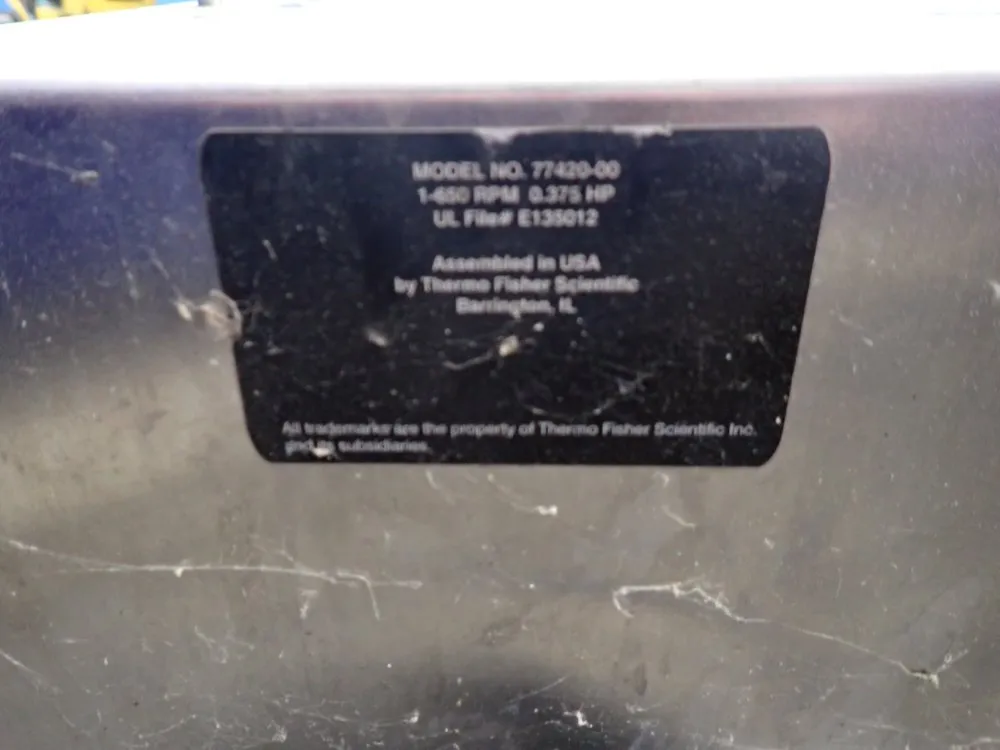 MODEL NO. 77420-00
1-650 RPM 0.375 HP
UL File# E135012
Assembled in USA
by Thermo Fisher Scientific
Barrington, IL
All trademarks are the property of Thermo Fisher Scientific Inc.
and its subsidiaries.